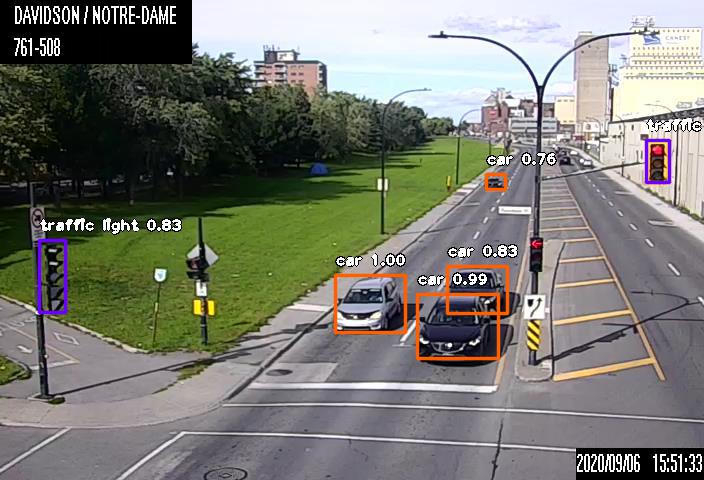 DAVIDSON / NOTRE-DAME
761-508
traffic
car 0.76
traffic light 0.83
car 0.83
car 1.00
car 0.99
2020/09/06 15:51:33